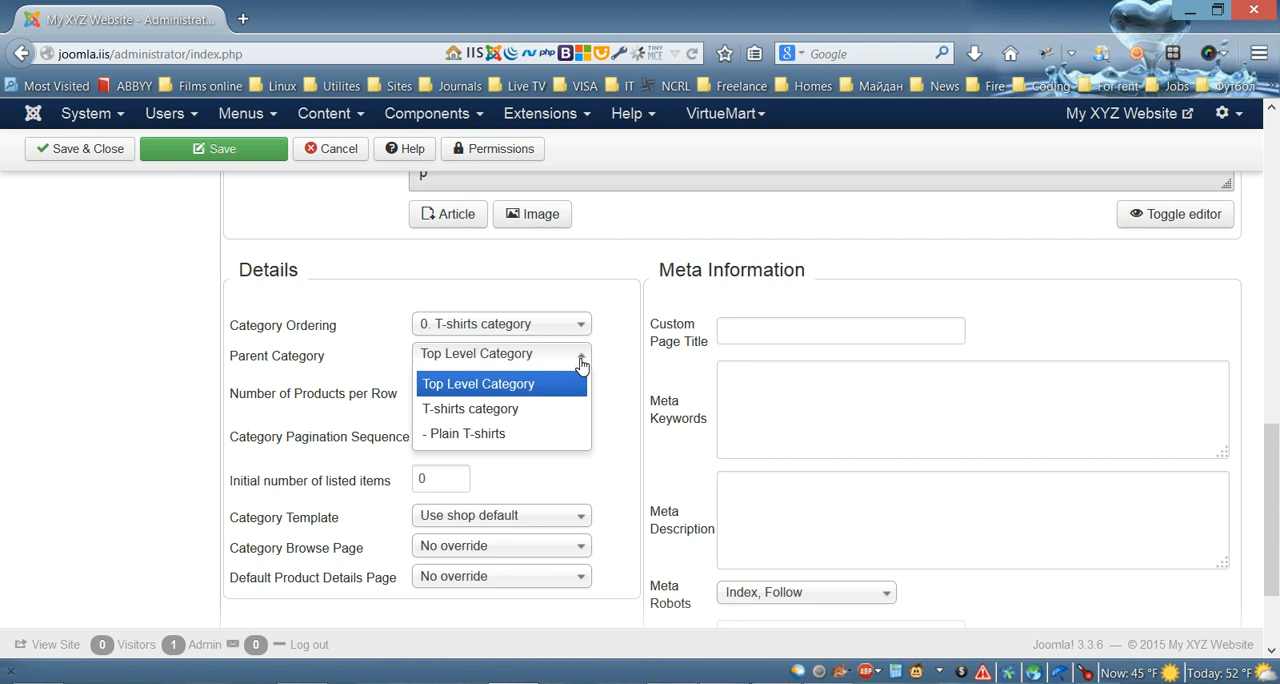 My XYZ Website - Administrat...
joomla.iis/administrator/index.php
IIS
php
B
TINY
MCE
Google
Most Visited
ABBYY
Films online
Linux
Utilites
Sites
Journals
Live TV
VISA
IT
NCRL
Freelance
Homes
Майдан
News
Fire
Coding
For rent
Jobs
Футбол
System
Users
Menus
Content
Components
Extensions
Help
VirtueMart
My XYZ Website
Save & Close
Save
Cancel
Help
Permissions
p
Article
Image
Toggle editor
Details
Meta Information
Category Ordering
0. T-shirts category
Custom
Page Title
Parent Category
Top Level Category
Top Level Category
T-shirts category
- Plain T-shirts
Number of Products per Row
Category Pagination Sequence
Meta
Keywords
Initial number of listed items
0
Category Template
Use shop default
Meta
Description
Category Browse Page
No override
Default Product Details Page
No override
Meta
Robots
Index, Follow
View Site
0
Visitors
1
Admin
0
Log out
Joomla! 3.3.6 — © 2015 My XYZ Website
ABP
Now: 45 °F
Today: 52 °F